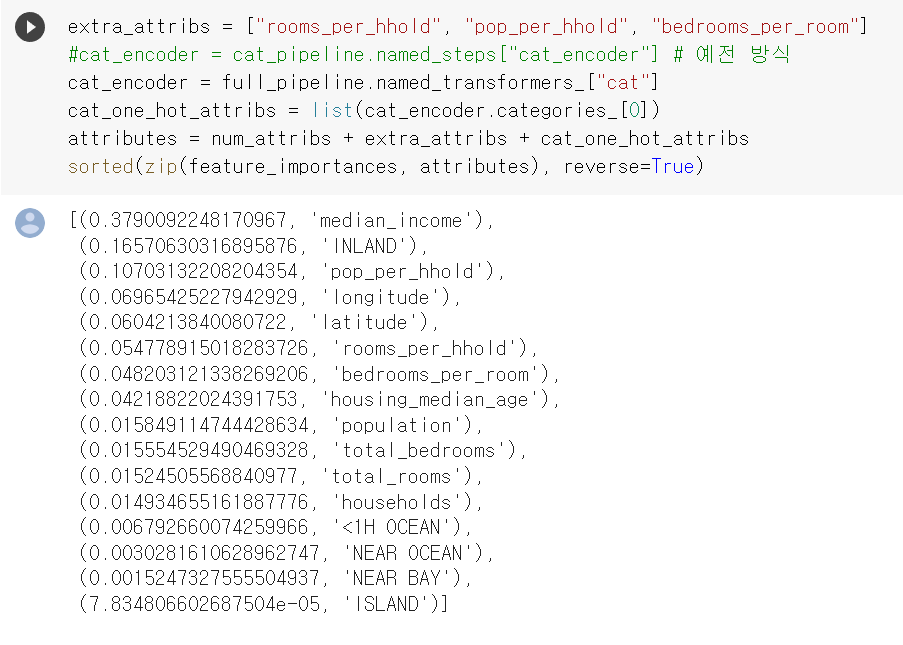 extra_attribs = ["rooms_per_hhold", "pop_per_hhold", "bedrooms_per_room"]
#cat_encoder = cat_pipeline.named_steps["cat_encoder"] # 예전 방식
cat_encoder = full_pipeline.named_transformers_["cat"]
cat_one_hot_attribs = list(cat_encoder.categories_[0])
attributes = num_attribs + extra_attribs + cat_one_hot_attribs
sorted(zip(feature_importances, attributes), reverse=True)
[(0.3790092248170967, 'median_income'),
(0.16570630316895876, 'INLAND'),
(0.10703132208204354, 'pop_per_hhold'),
(0.06965425227942929, 'longitude'),
(0.0604213840080722, 'latitude'),
(0.054778915018283726, 'rooms_per_hhold'),
(0.048203121338269206, 'bedrooms_per_room'),
(0.04218822024391753, 'housing_median_age'),
(0.015849114744428634, 'population'),
(0.015554529490469328, 'total_bedrooms'),
(0.01524505568840977, 'total_rooms'),
(0.014934655161887776, 'households'),
(0.006792660074259966, '<1H OCEAN'),
(0.0030281610628962747, 'NEAR OCEAN'),
(0.0015247327555504937, 'NEAR BAY'),
(7.834806602687504e-05, 'ISLAND')]